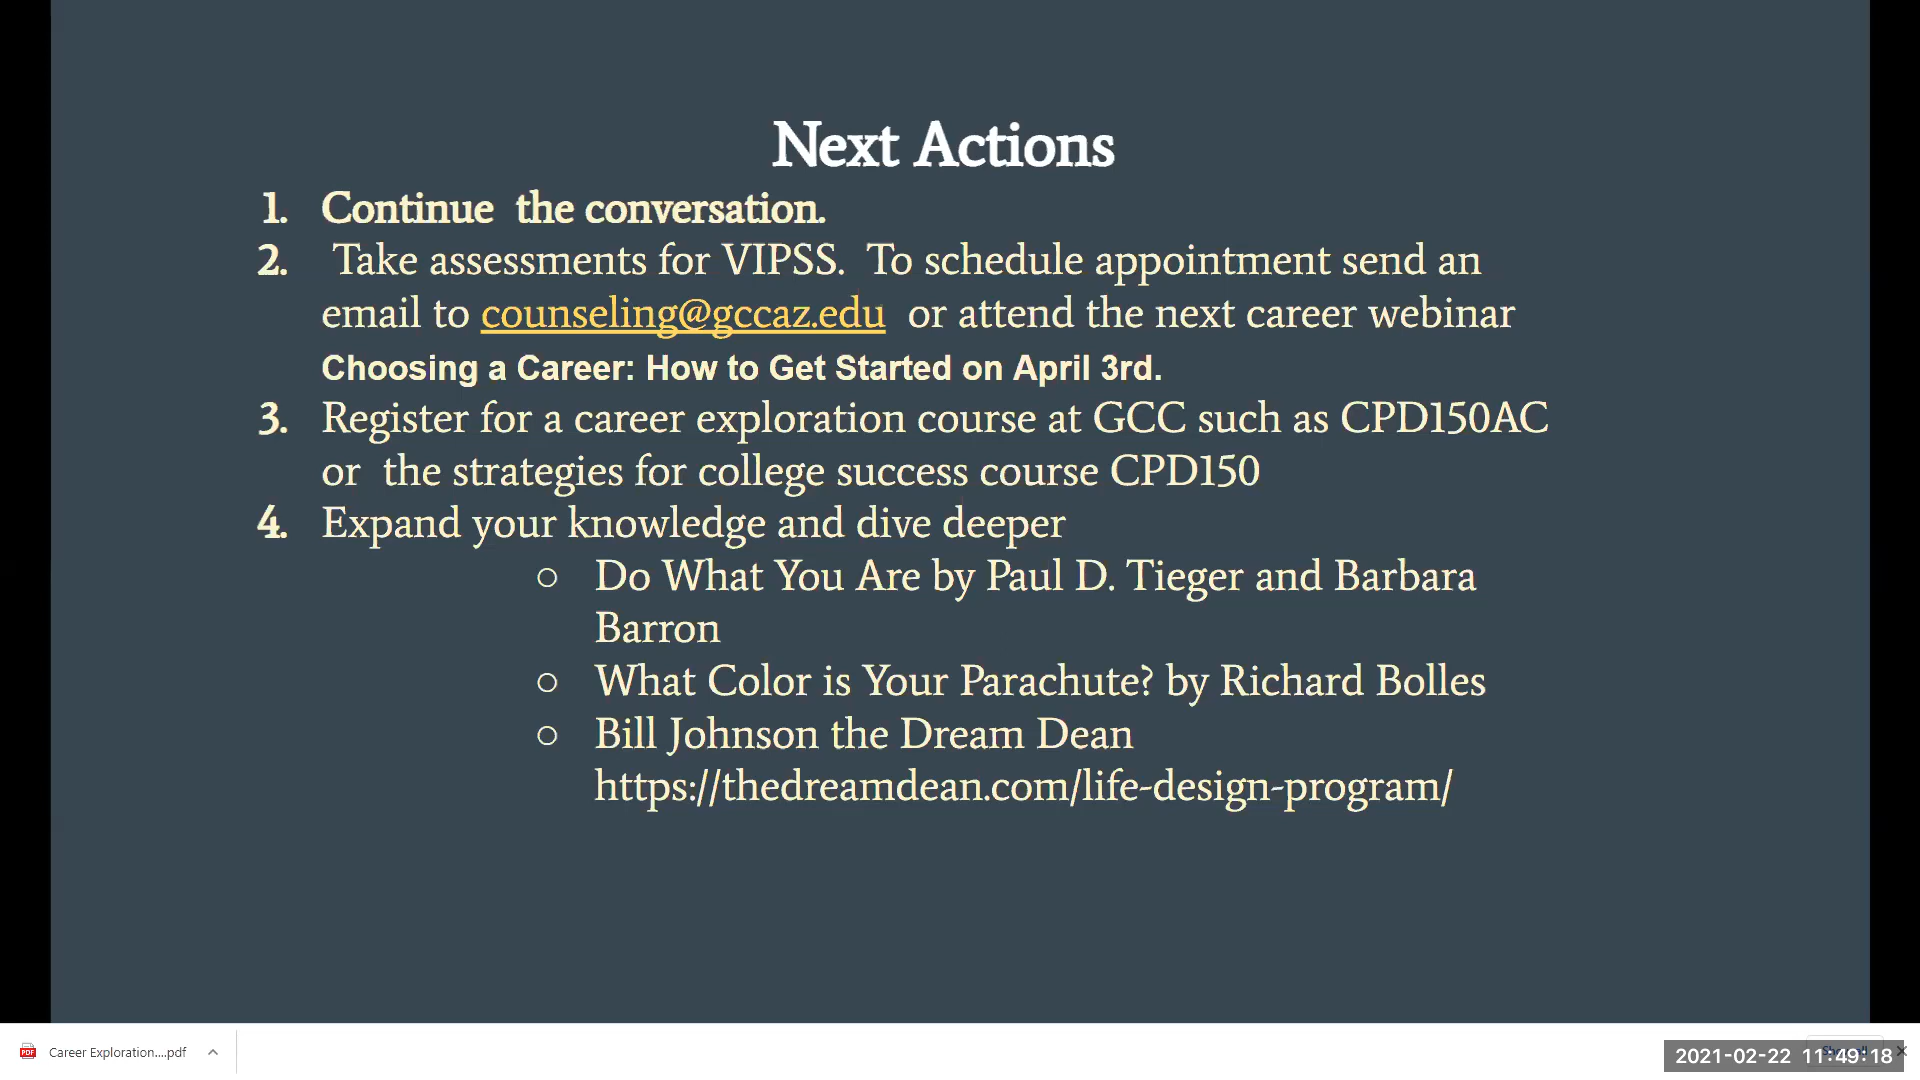 Next Actions
1. Continue the conversation.
2. Take assessments for VIPSS. To schedule appointment send an
email to counseling@gccaz.edu or attend the next career webinar
Choosing a Career: How to Get Started on April 3rd.
3. Register for a career exploration course at GCC such as CPD150AC
or the strategies for college success course CPD150
4. Expand your knowledge and dive deeper
○ Do What You Are by Paul D. Tieger and Barbara
Barron
○ What Color is Your Parachute? by Richard Bolles
○ Bill Johnson the Dream Dean
https://thedreamdean.com/life-design-program/
Career Exploration....pdf
2021-02-22 11:49:18